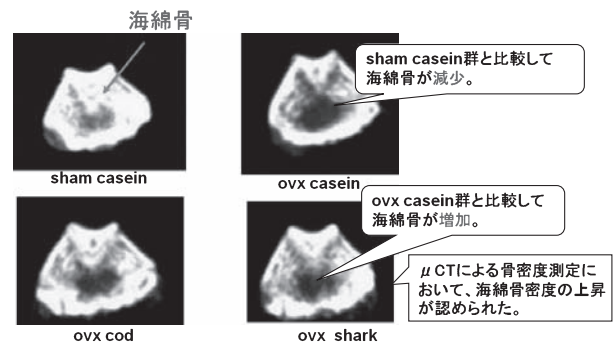 海綿骨
sham casein群と比較して
海綿骨が減少。
sham casein
ovx casein
ovx casein群と比較して
海綿骨が増加。
μCTによる骨密度測定に
おいて、海綿骨密度の上昇
が認められた。
ovx cod
ovx shark